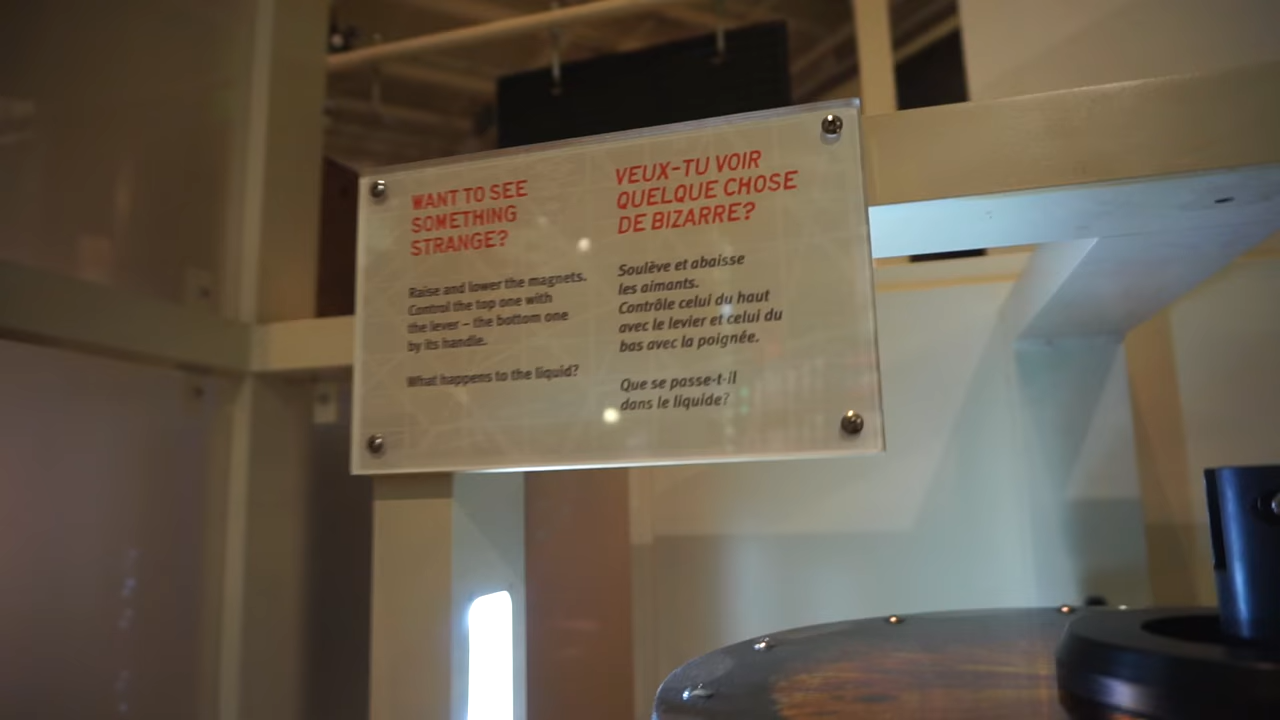 WANT TO SEE
SOMETHING
STRANGE?
Raise and lower the magnets.
Control the top one with
the lever – the bottom one
by its handle.
What happens to the liquid?
VEUX-TU VOIR
QUELQUE CHOSE
DE BIZARRE?
Soulève et abaisse
les aimants.
Contrôle celui du haut
avec le levier et celui du
bas avec la poignée.
Que se passe-t-il
dans le liquide?